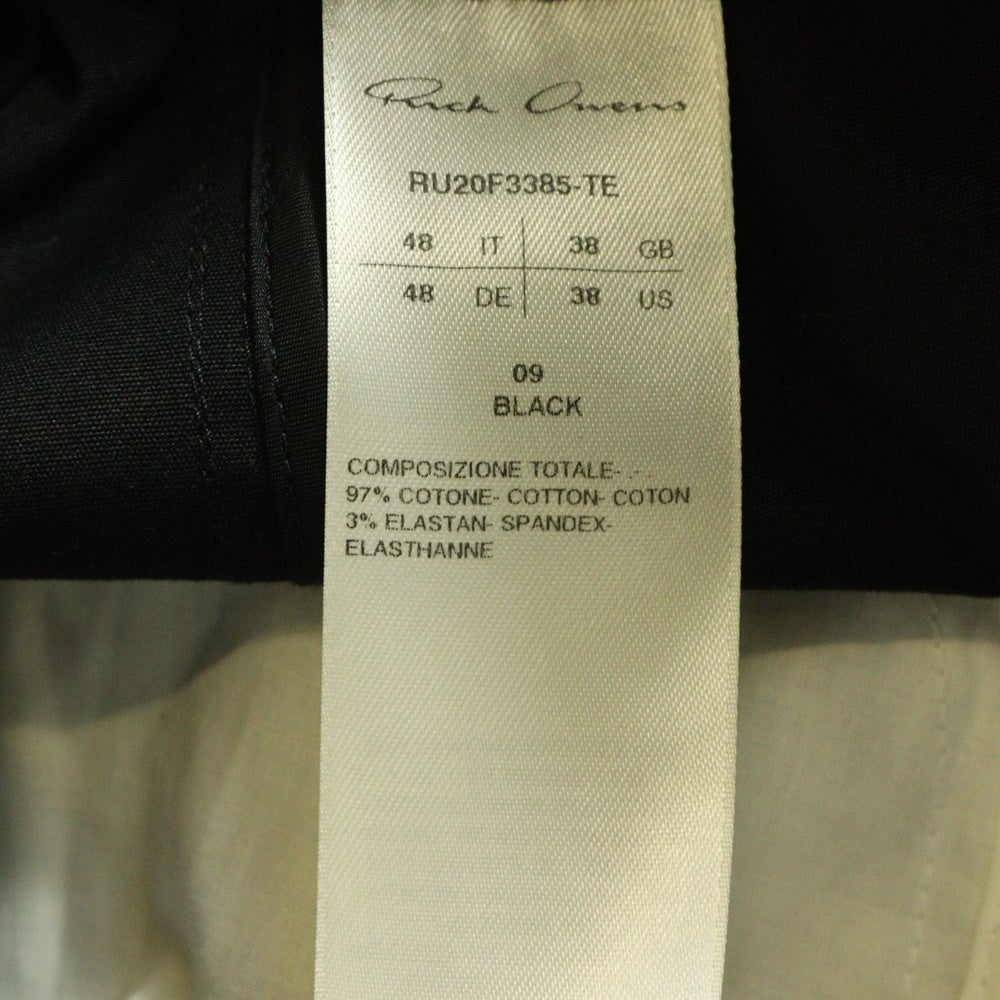 Rick Owens
RU20F3385-TE
48 IT 38 GB
48 DE 38 US
09
BLACK
COMPOSIZIONE TOTALE- .-
97% COTONE- COTTON- COTON
3% ELASTAN- SPANDEX-
ELASTHANNE